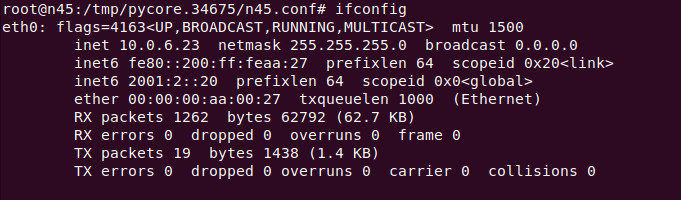 root@n45:/tmp/pycore.34675/n45.conf# ifconfig
eth0: flags=4163<UP,BROADCAST,RUNNING,MULTICAST>  mtu 1500
        inet 10.0.6.23  netmask 255.255.255.0  broadcast 0.0.0.0
        inet6 fe80::200:ff:feaa:27  prefixlen 64  scopeid 0x20<link>
        inet6 2001:2::20  prefixlen 64  scopeid 0x0<global>
        ether 00:00:00:aa:00:27  txqueuelen 1000  (Ethernet)
        RX packets 1262  bytes 62792 (62.7 KB)
        RX errors 0  dropped 0  overruns 0  frame 0
        TX packets 19  bytes 1438 (1.4 KB)
        TX errors 0  dropped 0 overruns 0  carrier 0  collisions 0